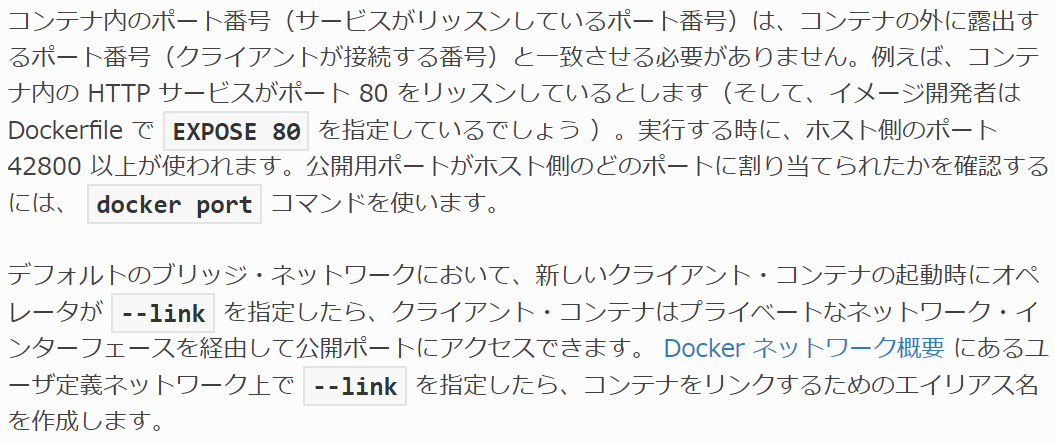 コンテナ内のポート番号（サービスがリッスンしているポート番号）は、コンテナの外に露出す
るポート番号（クライアントが接続する番号）と一致させる必要がありません。例えば、コンテ
ナ内の HTTP サービスがポート 80 をリッスンしているとします（そして、イメージ開発者は
Dockerfile で EXPOSE 80 を指定しているでしょう ）。実行する時に、ホスト側のポート
42800 以上が使われます。公開用ポートがホスト側のどのポートに割り当てられたかを確認する
には、 docker port コマンドを使います。
デフォルトのブリッジ・ネットワークにおいて、新しいクライアント・コンテナの起動時にオペ
レータが --link を指定したら、クライアント・コンテナはプライベートなネットワーク・イ
ンターフェースを経由して公開ポートにアクセスできます。 Docker ネットワーク概要 にあるユ
ーザ定義ネットワーク上で --link を指定したら、コンテナをリンクするためのエイリアス名
を作成します。